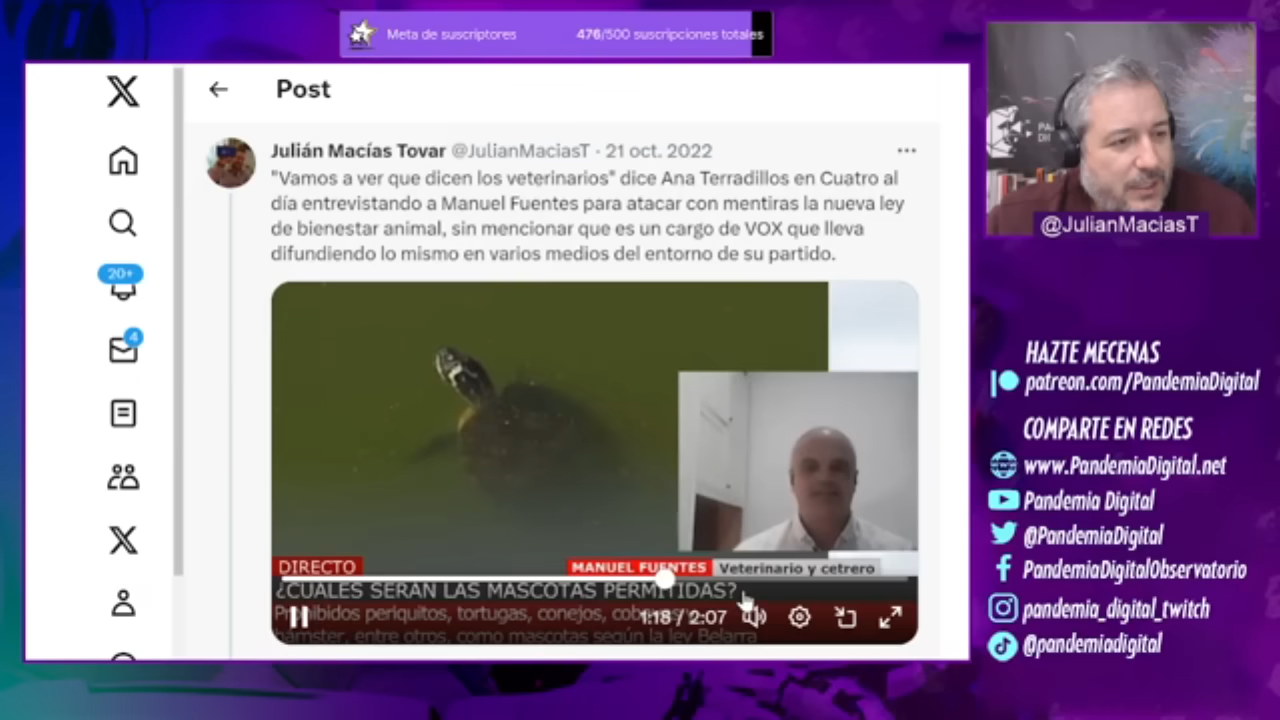 Meta de suscriptores 476/500 suscripciones totales
Post
Julián Macías Tovar @JulianMaciasT · 21 oct. 2022
"Vamos a ver que dicen los veterinarios" dice Ana Terradillos en Cuatro al
día entrevistando a Manuel Fuentes para atacar con mentiras la nueva ley
de bienestar animal, sin mencionar que es un cargo de VOX que lleva
difundiendo lo mismo en varios medios del entorno de su partido.
20+
4
DIRECTO
MANUEL FUENTES Veterinario y cetrero
¿CUÁLES SERÁN LAS MASCOTAS PERMITIDAS?
Prohibidos periquitos, tortugas, conejos,
hámster, entre otros, como mascotas según la ley Belarra
1:18 / 2:07
@JulianMaciasT
HAZTE MECENAS
patreon.com/PandemiaDigital
COMPARTE EN REDES
www.PandemiaDigital.net
Pandemia Digital
@PandemiaDigital
PandemiaDigitalObservatorio
pandemia_digital_twitch
@pandemiadigital